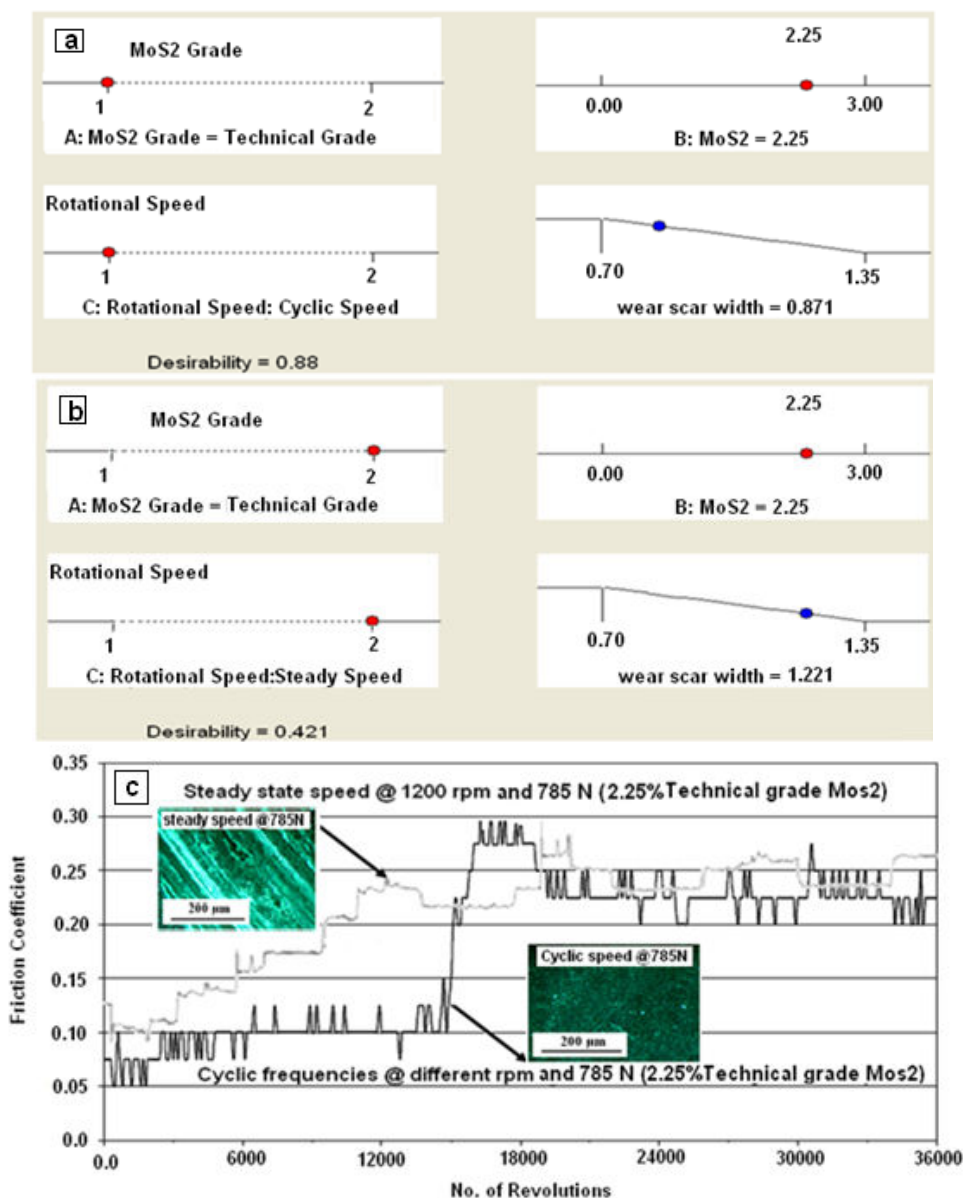 a
MoS2 Grade
1
2
A: MoS2 Grade = Technical Grade
2.25
0.00
3.00
B: MoS2 = 2.25
Rotational Speed
1
2
C: Rotational Speed: Cyclic Speed
0.70
1.35
wear scar width = 0.871
Desirability = 0.88
b
MoS2 Grade
1
2
A: MoS2 Grade = Technical Grade
2.25
0.00
3.00
B: MoS2 = 2.25
Rotational Speed
1
2
C: Rotational Speed:Steady Speed
0.70
1.35
wear scar width = 1.221
Desirability = 0.421
c
Steady state speed @ 1200 rpm and 785 N (2.25%Technical grade Mos2)
steady speed @785N
200 µm
Cyclic speed @785N
200 µm
Cyclic frequencies @ different rpm and 785 N (2.25%Technical grade Mos2)
Friction Coefficient
0.35
0.30
0.25
0.20
0.15
0.10
0.05
0.0
0.0
6000
12000
18000
24000
30000
36000
No. of Revolutions